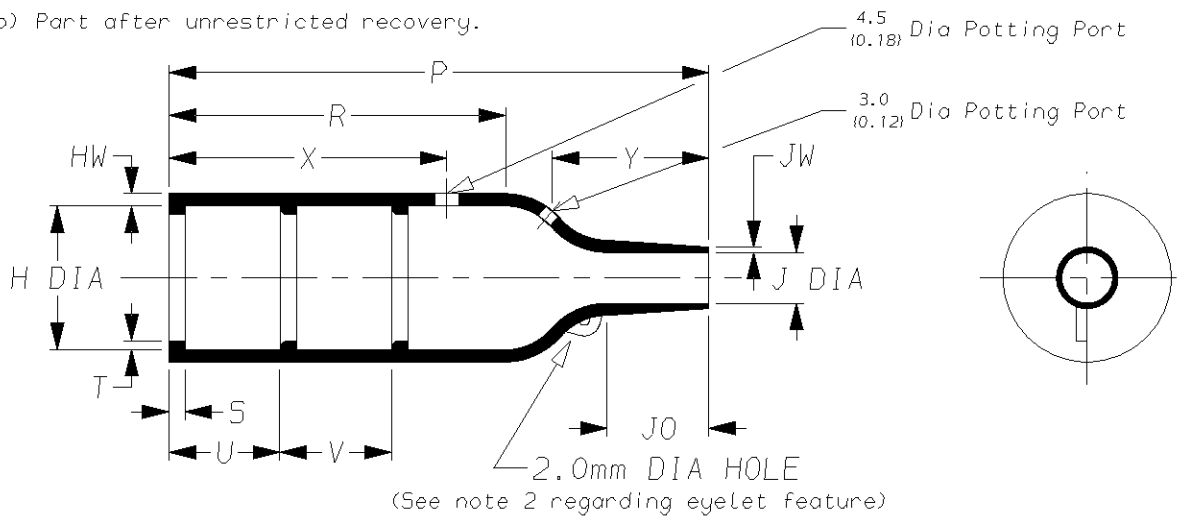 b) Part after unrestricted recovery.
4.5
{0.18} Dia Potting Port
P
3.0
{0.12} Dia Potting Port
R
HW
X
Y
JW
H DIA
J DIA
T
S
JO
U
V
2.0mm DIA HOLE
(See note 2 regarding eyelet feature)